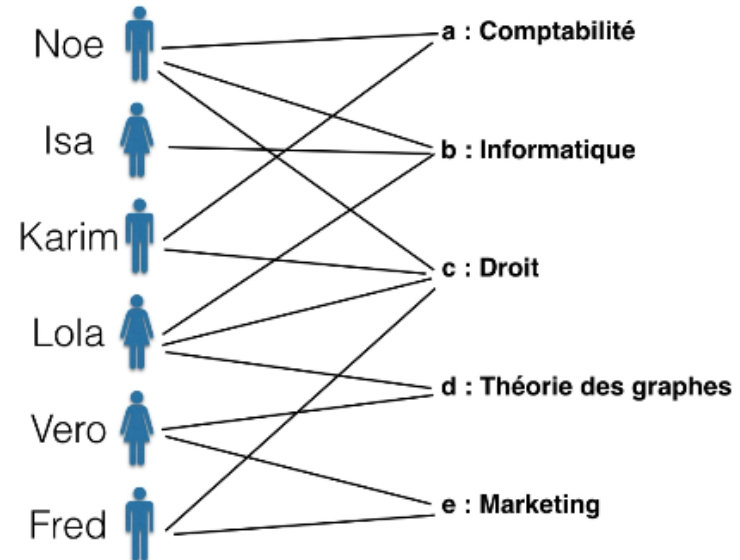 Noe
a : Comptabilité
Isa
b : Informatique
Karim
c : Droit
Lola
d : Théorie des graphes
Vero
e : Marketing
Fred